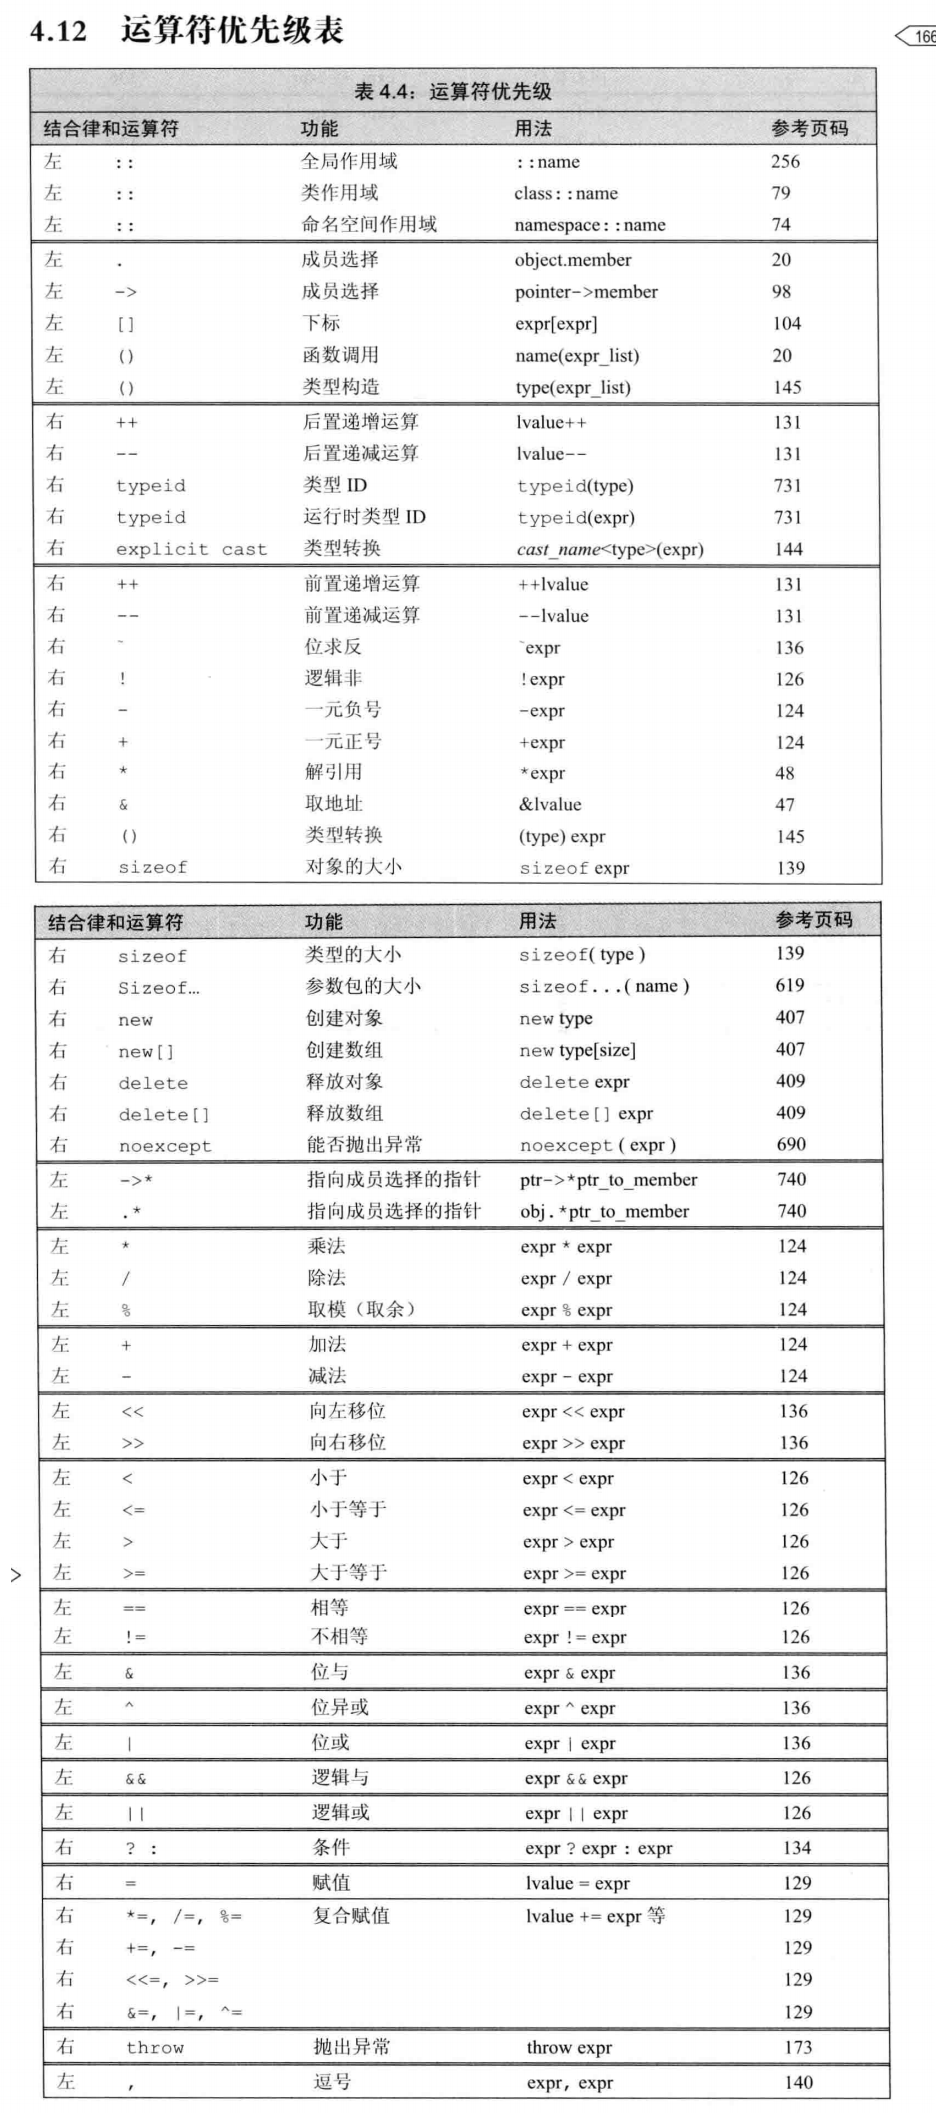 4.12 运算符优先级表
166
表 4.4：运算符优先级
结合律和运算符 功能 用法 参考页码
左 :: 全局作用域 ::name 256
左 :: 类作用域 class::name 79
左 :: 命名空间作用域 namespace::name 74
左 . 成员选择 object.member 20
左 -> 成员选择 pointer->member 98
左 [] 下标 expr[expr] 104
左 () 函数调用 name(expr_list) 20
左 () 类型构造 type(expr_list) 145
右 ++ 后置递增运算 lvalue++ 131
右 -- 后置递减运算 lvalue-- 131
右 typeid 类型 ID typeid(type) 731
右 typeid 运行时类型 ID typeid(expr) 731
右 explicit cast 类型转换 cast_name<type>(expr) 144
右 ++ 前置递增运算 ++lvalue 131
右 -- 前置递减运算 --lvalue 131
右 ~ 位求反 ~expr 136
右 ! 逻辑非 !expr 126
右 - 一元负号 -expr 124
右 + 一元正号 +expr 124
右 * 解引用 *expr 48
右 & 取地址 &lvalue 47
右 () 类型转换 (type) expr 145
右 sizeof 对象的大小 sizeof expr 139
结合律和运算符 功能 用法 参考页码
右 sizeof 类型的大小 sizeof( type ) 139
右 Sizeof… 参数包的大小 sizeof...( name ) 619
右 new 创建对象 new type 407
右 new[] 创建数组 new type[size] 407
右 delete 释放对象 delete expr 409
右 delete[] 释放数组 delete[] expr 409
右 noexcept 能否抛出异常 noexcept ( expr ) 690
左 ->* 指向成员选择的指针 ptr->*ptr_to_member 740
左 .* 指向成员选择的指针 obj.*ptr_to_member 740
左 * 乘法 expr * expr 124
左 / 除法 expr / expr 124
左 % 取模（取余） expr % expr 124
左 + 加法 expr + expr 124
左 - 减法 expr - expr 124
左 << 向左移位 expr << expr 136
左 >> 向右移位 expr >> expr 136
左 < 小于 expr < expr 126
左 <= 小于等于 expr <= expr 126
左 > 大于 expr > expr 126
左 >= 大于等于 expr >= expr 126
左 == 相等 expr == expr 126
左 != 不相等 expr != expr 126
左 & 位与 expr & expr 136
左 ^ 位异或 expr ^ expr 136
左 | 位或 expr | expr 136
左 && 逻辑与 expr && expr 126
左 || 逻辑或 expr || expr 126
右 ? : 条件 expr ? expr : expr 134
右 = 赋值 lvalue = expr 129
右 *=, /=, %= 复合赋值 lvalue += expr 等 129
右 +=, -= 129
右 <<=, >>= 129
右 &=, |=, ^= 129
右 throw 抛出异常 throw expr 173
左 , 逗号 expr, expr 140